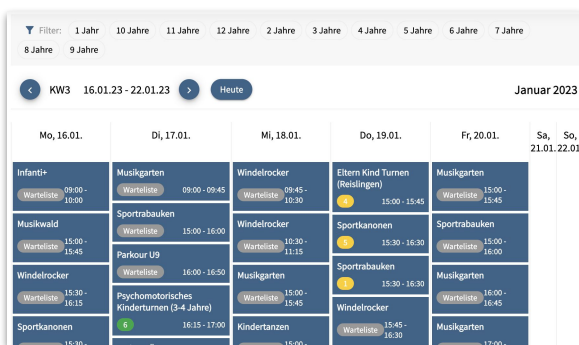 Filter: 1 Jahr 10 Jahre 11 Jahre 12 Jahre 2 Jahre 3 Jahre 4 Jahre 5 Jahre 6 Jahre 7 Jahre
8 Jahre 9 Jahre
KW3 16.01.23 - 22.01.23 Heute Januar 2023
Mo, 16.01. Di, 17.01. Mi, 18.01. Do, 19.01. Fr, 20.01. Sa, 21.01. So, 22.01
Infanti+
Warteliste 09:00 - 10:00
Musikwald
Warteliste 15:00 - 15:45
Windelrocker
Warteliste 15:30 - 16:15
Sportkanonen
15:30 -
Musikgarten
Warteliste 09:00 - 09:45
Sportrabauken
Warteliste 15:00 - 16:00
Parkour U9
Warteliste 16:00 - 16:50
Psychomotorisches
Kinderturnen (3-4 Jahre)
6 16:15 - 17:00
Windelrocker
Warteliste 09:45 - 10:30
Windelrocker
Warteliste 10:30 - 11:15
Musikgarten
Warteliste 15:00 - 15:45
Kindertanzen
15:00 -
Eltern Kind Turnen
(Reislingen)
4 15:00 - 15:45
Sportkanonen
5 15:30 - 16:30
Sportrabauken
1 15:30 - 16:30
Windelrocker
Warteliste 15:45 - 16:30
Musikgarten
Warteliste 15:00 - 15:45
Sportrabauken
Warteliste 15:00 - 16:00
Musikgarten
Warteliste 16:00 - 16:45
Musikgarten
17:00 -